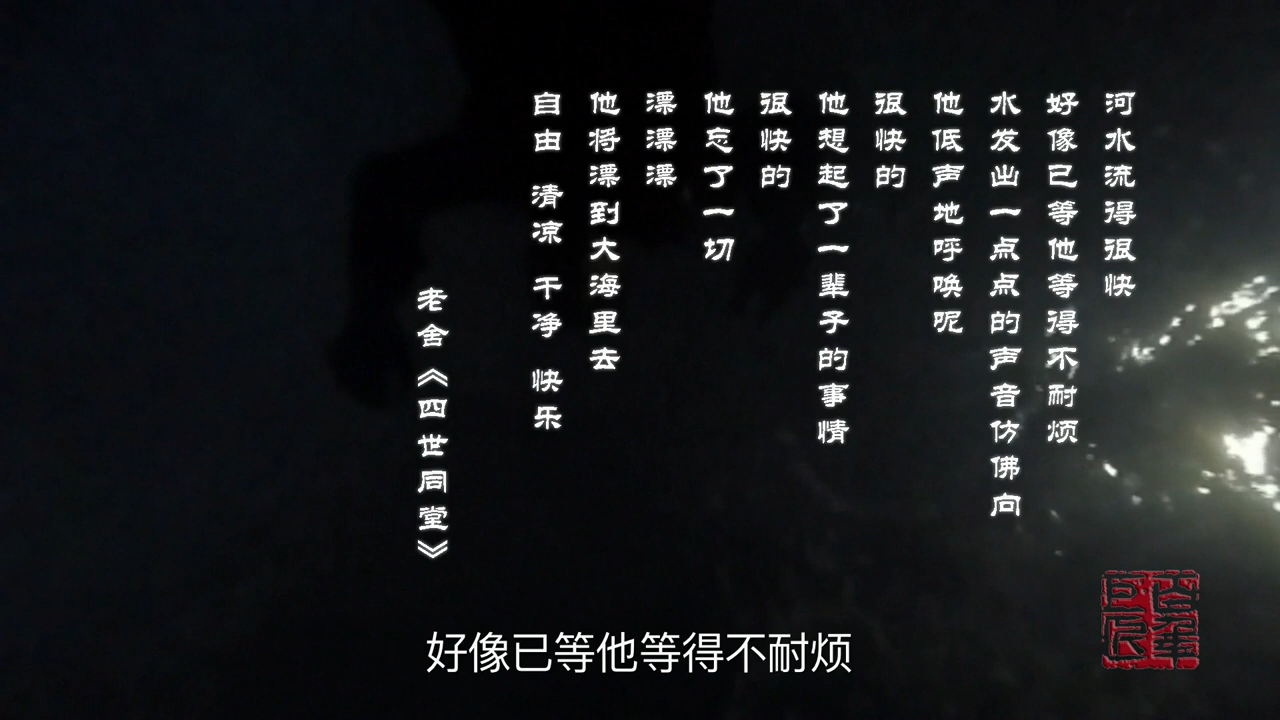 河水流得很快
好像已等他等得不耐烦
水发出一点点的声音仿佛向
他低声地呼唤呢
很快的
他想起了一辈子的事情
很快的
他忘了一切
漂漂漂
他将漂到大海里去
自由 清凉 干净 快乐
老舍《四世同堂》
好像已等他等得不耐烦